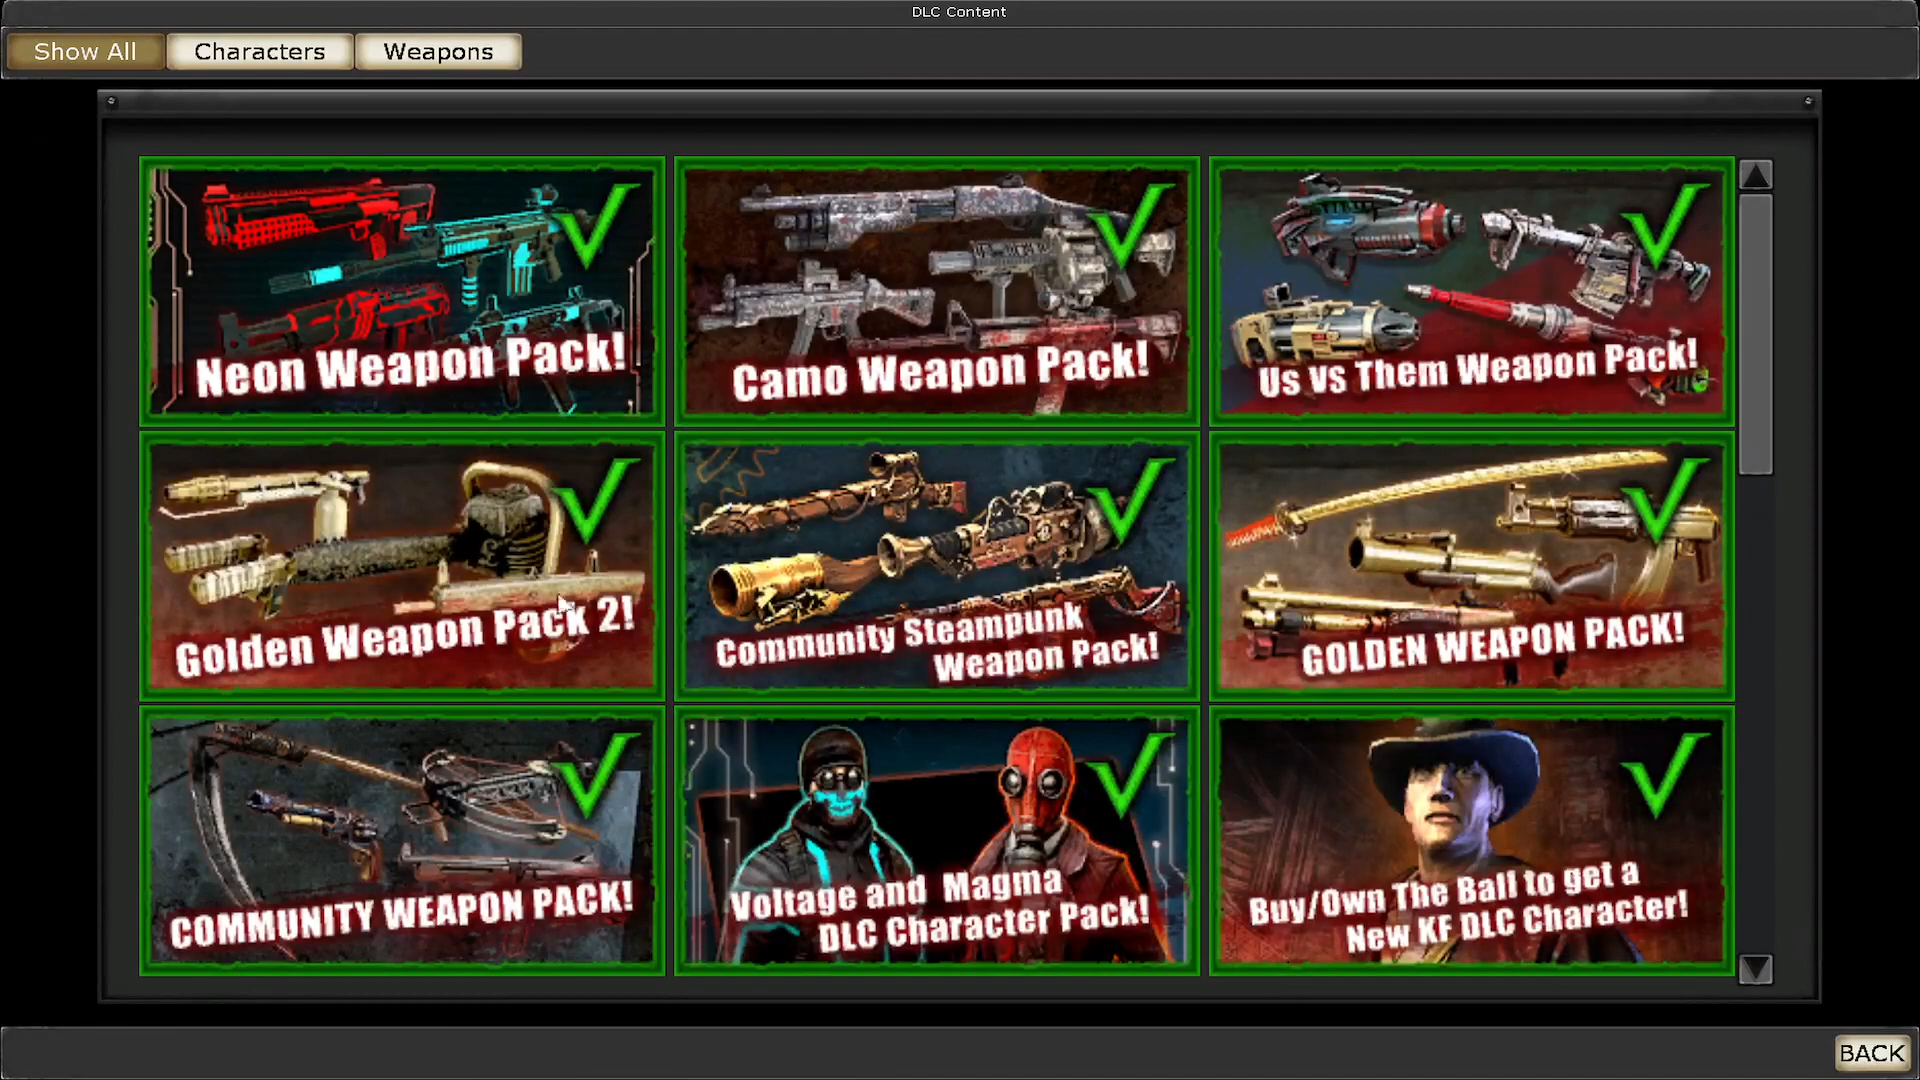 DLC Content
Show All
Characters
Weapons
Neon Weapon Pack!
Camo Weapon Pack!
Us Vs Them Weapon Pack!
Golden Weapon Pack 2!
Community Steampunk
Weapon Pack!
GOLDEN WEAPON PACK!
COMMUNITY WEAPON PACK!
Voltage and Magma
DLC Character Pack!
Buy/Own The Ball to get a
New KF DLC Character!
BACK